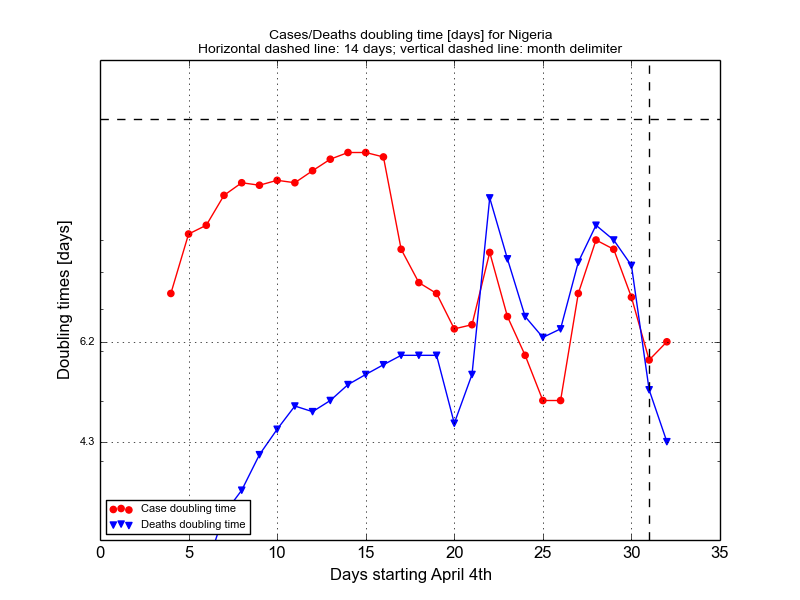 Cases/Deaths doubling time [days] for Nigeria
Horizontal dashed line: 14 days; vertical dashed line: month delimiter
Doubling times [days]
6.2
4.3
Case doubling time
Deaths doubling time
0 5 10 15 20 25 30 35
Days starting April 4th